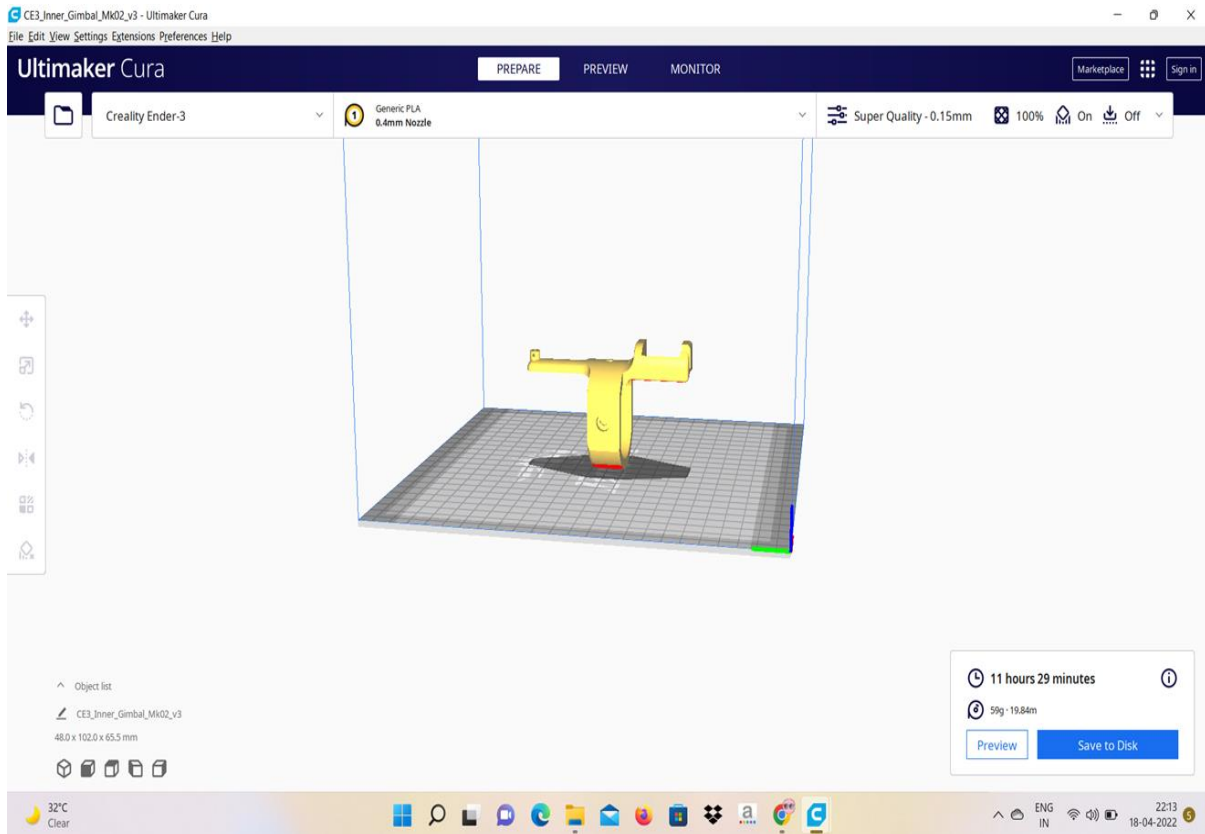 CE3_Inner_Gimbal_Mk02_v3 - Ultimaker Cura
File Edit View Settings Extensions Preferences Help
Ultimaker Cura
PREPARE PREVIEW MONITOR
Marketplace Sign in
Creality Ender-3
1
Generic PLA
0.4mm Nozzle
Super Quality - 0.15mm 100% On Off
Object list
CE3_Inner_Gimbal_Mk02_v3
48.0 x 102.0 x 65.5 mm
11 hours 29 minutes
59g · 19.84m
Preview Save to Disk
32°C
Clear
a
ENG
IN
22:13
18-04-2022
5